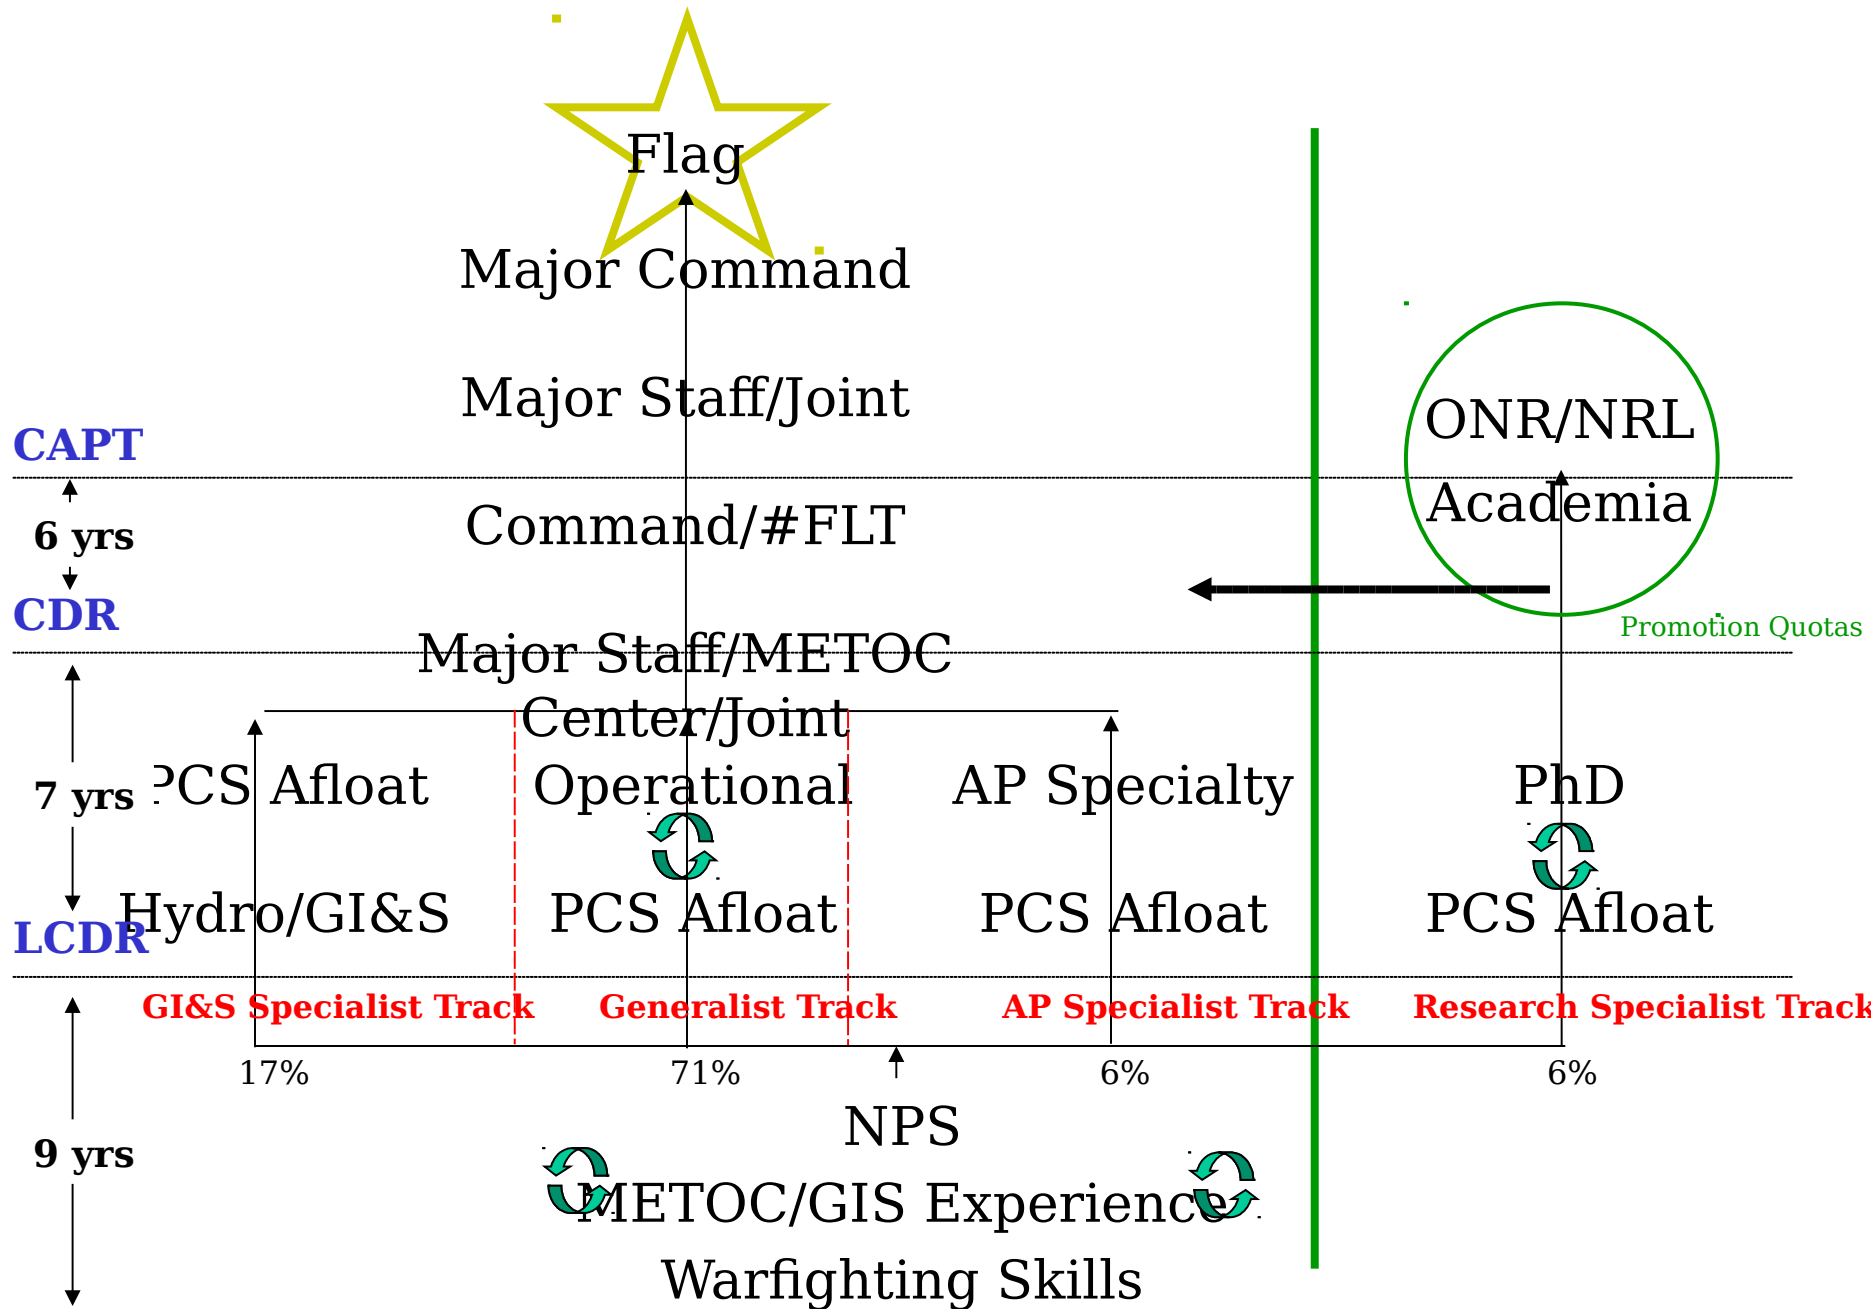 Flag
Major Command
Major Staff/Joint
CAPT
ONR/NRL
Academia
6 yrs
Command/#FLT
CDR
Promotion Quotas
Major Staff/METOC
Center/Joint
7 yrs
PCS Afloat
Operational
AP Specialty
PhD
Hydro/GI&S
PCS Afloat
PCS Afloat
PCS Afloat
LCDR
GI&S Specialist Track
Generalist Track
AP Specialist Track
Research Specialist Track
17%
71%
6%
6%
NPS
9 yrs
METOC/GIS Experience
Warfighting Skills